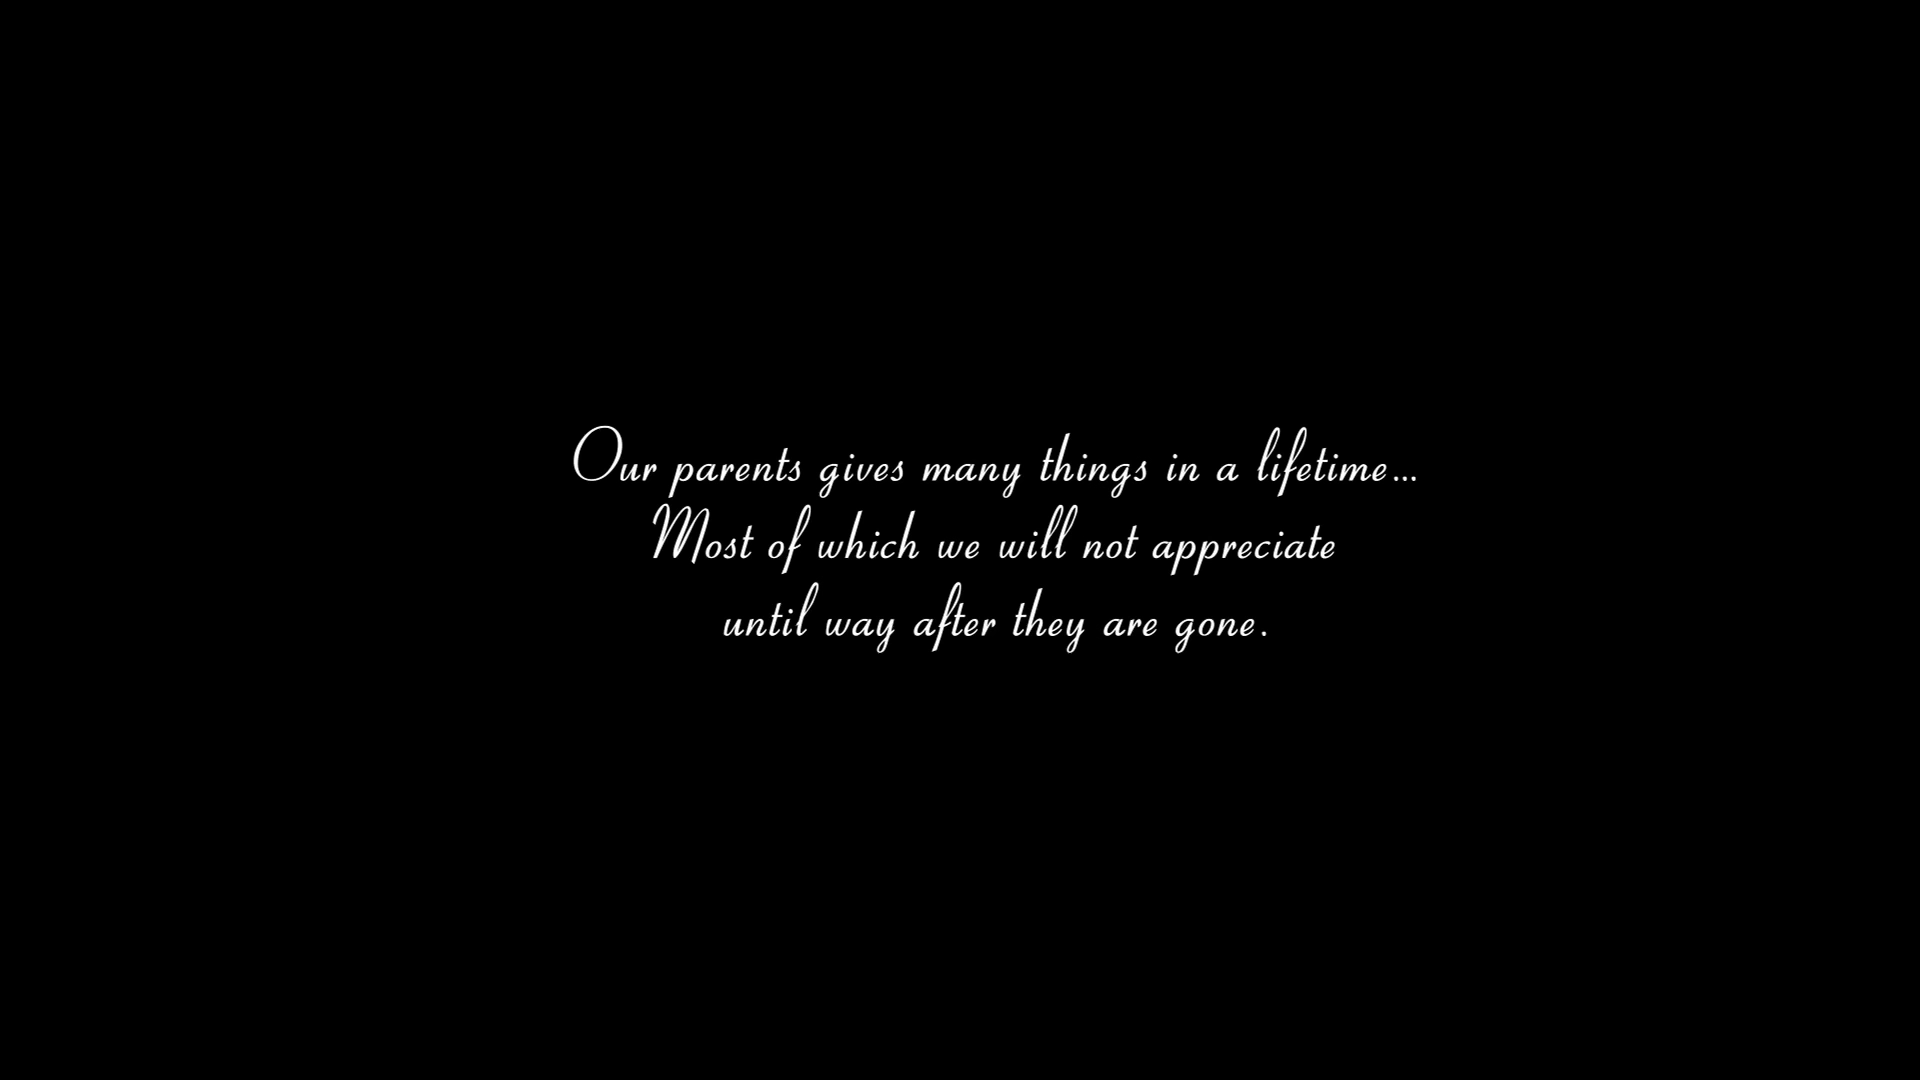 Our parents gives many things in a lifetime...
Most of which we will not appreciate
until way after they are gone.